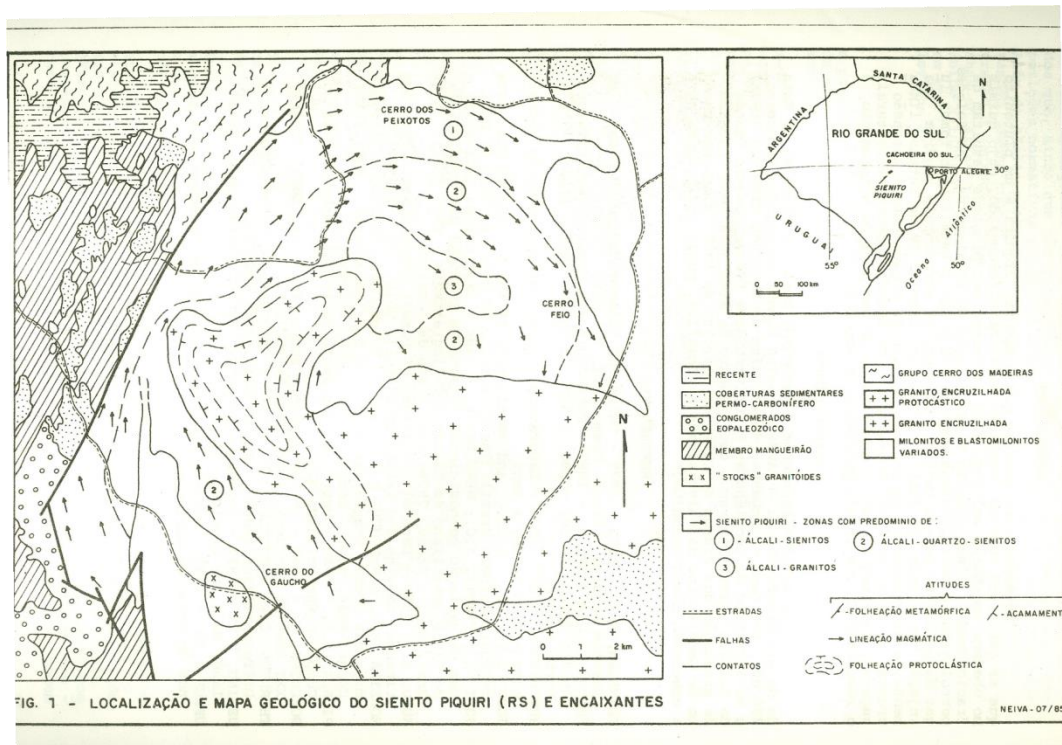 CERRO DOS
PEIXOTOS
1
2
3
2
CERRO
FEIO
2
CERRO DO
GAUCHO
N
0 1 2 km
SANTA CATARINA
N
ARGENTINA
RIO GRANDE DO SUL
CACHOEIRA DO SUL
30º
PORTO ALEGRE
SIENITO
PIQUIRI
URUGUAI
Atlântico
Oceano
55º
50º
0 50 100 km
RECENTE
COBERTURAS SEDIMENTARES
PERMO-CARBONÍFERO
CONGLOMERADOS
EOPALEOZÓICO
MEMBRO MANGUEIRÃO
"STOCKS" GRANITÓIDES
GRUPO CERRO DOS MADEIRAS
GRANITO ENCRUZILHADA
PROTOCÁSTICO
GRANITO ENCRUZILHADA
MILONITOS E BLASTOMILONITOS
VARIADOS.
SIENITO PIQUIRI - ZONAS COM PREDOMINIO DE:
1 - ÁLCALI-SIENITOS
2 ÁLCALI-QUARTZO-SIENITOS
3 ÁLCALI-GRANITOS
ATITUDES
ESTRADAS
-FOLHEAÇÃO METAMÓRFICA
-ACAMAMENT
FALHAS
LINEAÇÃO MAGMÁTICA
CONTATOS
FOLHEAÇÃO PROTOCLÁSTICA
FIG. 1 - LOCALIZAÇÃO E MAPA GEOLÓGICO DO SIENITO PIQUIRI (RS) E ENCAIXANTES
NEIVA-07/85